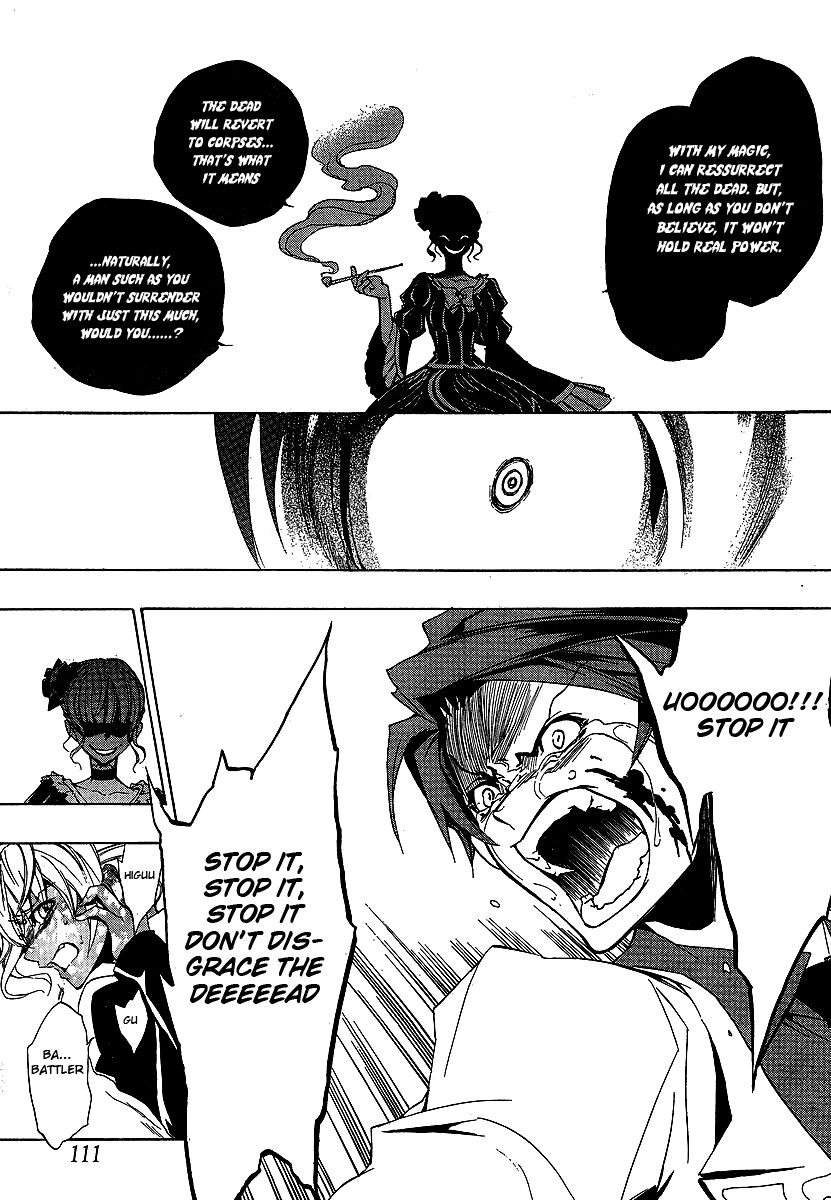 WITH MY MAGIC,
I CAN RESSURRECT
ALL THE DEAD. BUT,
AS LONG AS YOU DON'T
BELIEVE, IT WON'T
HOLD REAL POWER.
THE DEAD
WILL REVERT
TO CORPSES...
THAT'S WHAT
IT MEANS
...NATURALLY,
A MAN SUCH AS YOU
WOULDN'T SURRENDER
WITH JUST THIS MUCH,
WOULD YOU......?
UOOOOOO!!!
STOP IT
STOP IT,
STOP IT,
STOP IT
DON'T DIS-
GRACE THE
DEEEEEAD
HIGUU
GU
BA...
BATTLER
111